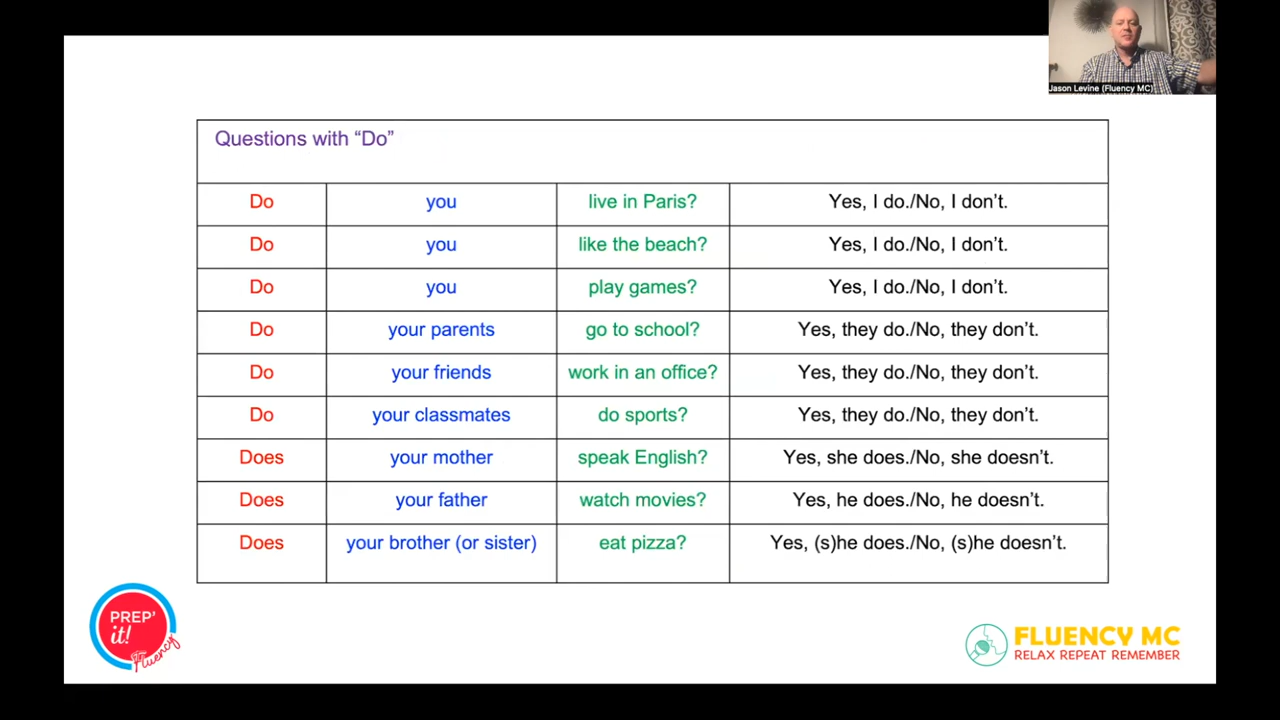 Jason Levine (Fluency MC)
Questions with “Do”
Do you live in Paris? Yes, I do./No, I don’t.
Do you like the beach? Yes, I do./No, I don’t.
Do you play games? Yes, I do./No, I don’t.
Do your parents go to school? Yes, they do./No, they don’t.
Do your friends work in an office? Yes, they do./No, they don’t.
Do your classmates do sports? Yes, they do./No, they don’t.
Does your mother speak English? Yes, she does./No, she doesn’t.
Does your father watch movies? Yes, he does./No, he doesn’t.
Does your brother (or sister) eat pizza? Yes, (s)he does./No, (s)he doesn’t.
PREP’
it!
Fluency
FLUENCY MC
RELAX REPEAT REMEMBER